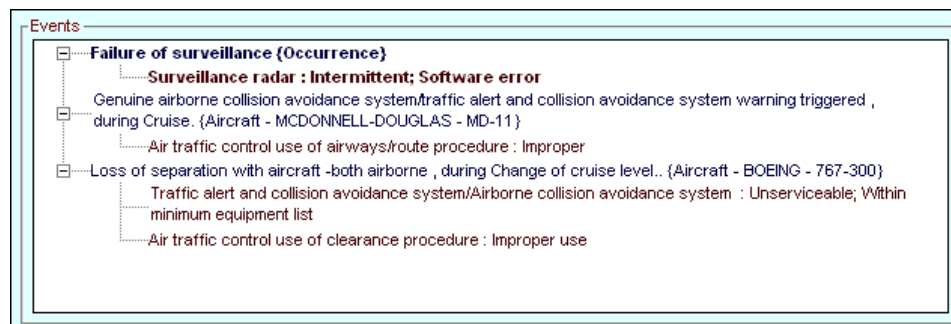 Events
Failure of surveillance {Occurrence}
Surveillance radar : Intermittent; Software error
Genuine airborne collision avoidance system/traffic alert and collision avoidance system warning triggered ,
during Cruise. {Aircraft - MCDONNELL-DOUGLAS - MD-11}
Air traffic control use of airways/route procedure : Improper
Loss of separation with aircraft -both airborne , during Change of cruise level.. {Aircraft - BOEING - 767-300}
Traffic alert and collision avoidance system/Airborne collision avoidance system : Unserviceable; Within
minimum equipment list
Air traffic control use of clearance procedure : Improper use